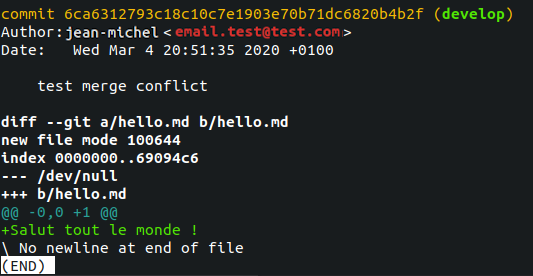 commit 6ca6312793c18c10c7e1903e70b71dc6820b4b2f (develop)
Author:jean-michel <email.test@test.com>
Date:   Wed Mar 4 20:51:35 2020 +0100
    test merge conflict
diff --git a/hello.md b/hello.md
new file mode 100644
index 0000000..69094c6
--- /dev/null
+++ b/hello.md
@@ -0,0 +1 @@
+Salut tout le monde !
\ No newline at end of file
(END)